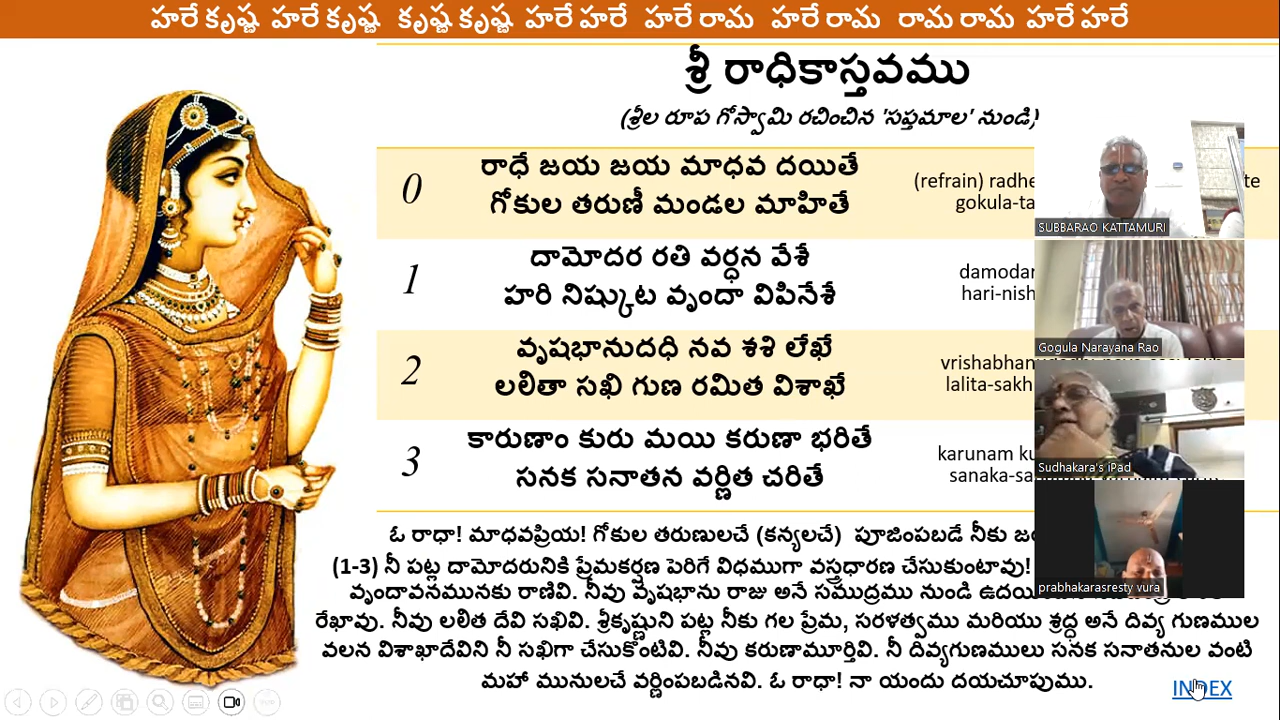 హరే కృష్ణ హరే కృష్ణ కృష్ణ కృష్ణ హరే హరే హరే రామ హరే రామ రామ రామ హరే హరే
శ్రీ రాధికాస్తవము
(శ్రీల రూప గోస్వామి రచించిన 'సప్తమాల' నుండి)
0
రాధే జయ జయ మాధవ దయితే
గోకుల తరుణీ మండల మాహితే
(refrain) radhe
gokula-ta
1
దామోదర రతి వర్ధన వేశే
హరి నిష్కుట వృందా విపినేశే
damodar
hari-nish
2
వృషభానుదధి నవ శశి లేఖే
లలితా సఖి గుణ రమిత విశాఖే
lalita-sakh
3
కారుణాం కురు మయి కరుణా భరితే
సనక సనాతన వర్ణిత చరితే
karunam ku
SUBBARAO KATTAMURI
Gogula Narayana Rao
Sudhakara's iPad
prabhakarasresty vura
ఓ రాధా! మాధవప్రియ! గోకుల తరుణులచే (కన్యలచే) పూజింపబడే నీకు
(1-3) నీ పట్ల దామోదరునికి ప్రేమకర్షణ పెరిగే విధముగా వస్త్రధారణ చేసుకుంటావు!
వృందావనమునకు రాణివి. నీవు వృషభాను రాజు అనే సముద్రము నుండి
రేఖావు. నీవు లలిత దేవి సఖివి. శ్రీకృష్ణుని పట్ల నీకు గల ప్రేమ, సరళత్వము మరియు శ్రద్ధ అనే దివ్య గుణముల
వలన విశాఖాదేవిని నీ సఖిగా చేసుకొంటివి. నీవు కరుణామూర్తివి. నీ దివ్యగుణములు సనక సనాతనుల వంటి
మహా మునులచే వర్ణింపబడినవి. ఓ రాధా! నా యందు దయచూపుము.
INDEX